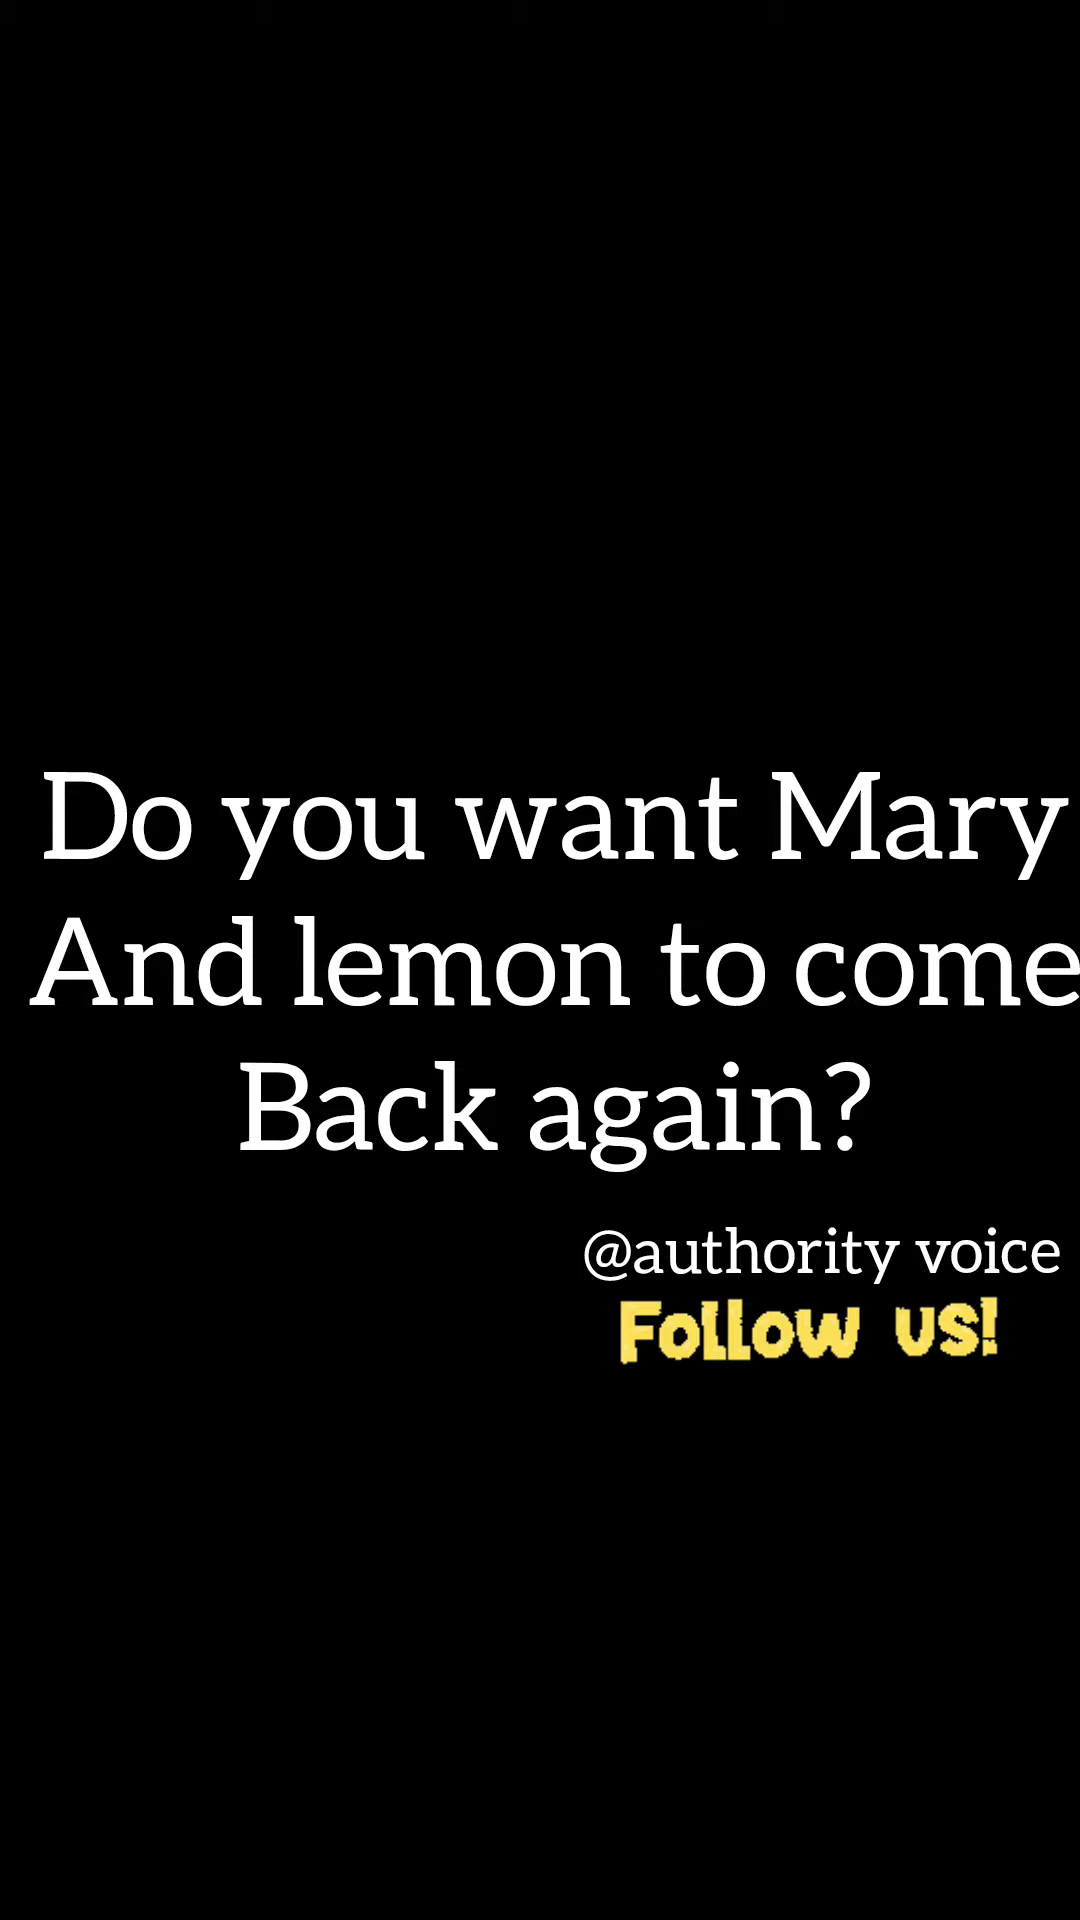 Do you want Mary
And lemon to come
Back again?
@authority voice
Follow us!